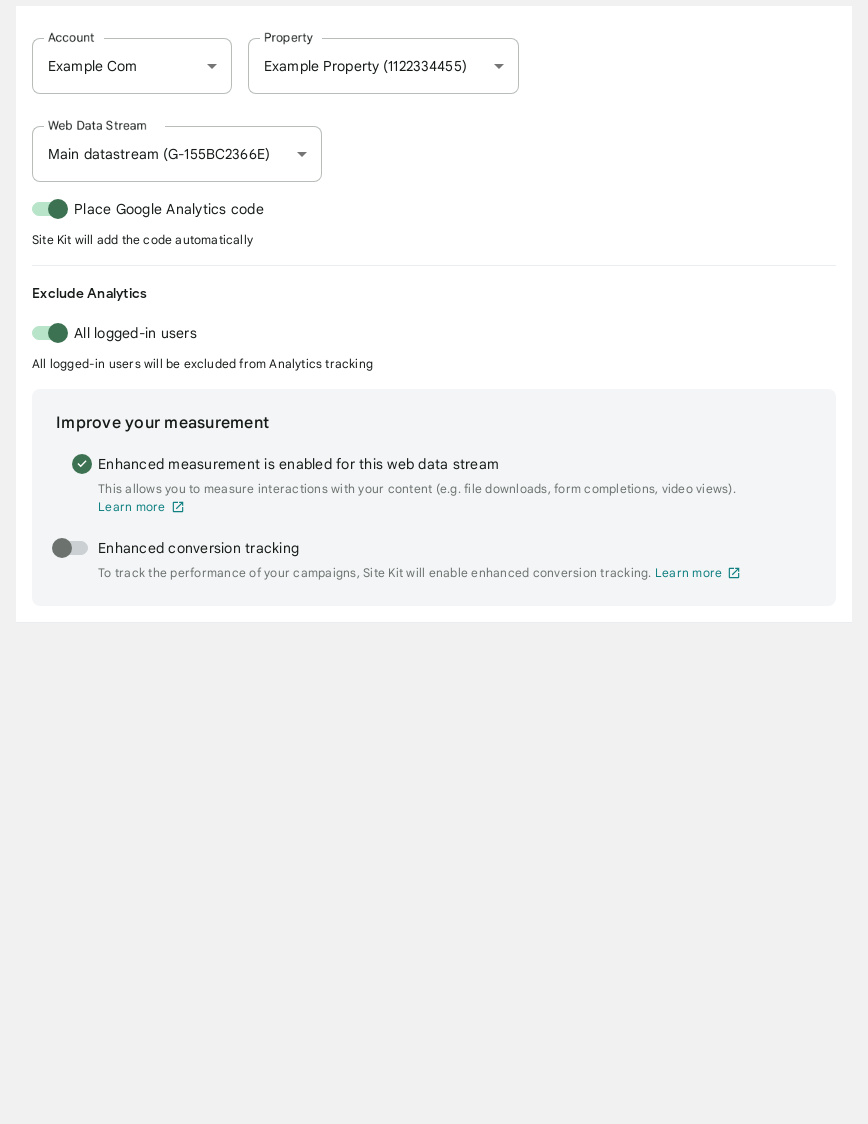 Account
Property
Example Com
Example Property (1122334455)
Web Data Stream
Main datastream (G-155BC2366E)
Place Google Analytics code
Site Kit will add the code automatically
Exclude Analytics
All logged-in users
All logged-in users will be excluded from Analytics tracking
Improve your measurement
Enhanced measurement is enabled for this web data stream
This allows you to measure interactions with your content (e.g. file downloads, form completions, video views).
Learn more
Enhanced conversion tracking
To track the performance of your campaigns, Site Kit will enable enhanced conversion tracking. Learn more